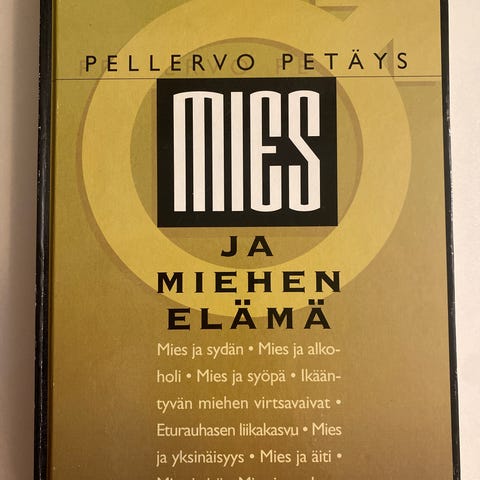 PELLERVO PETÄYS
MIES
JA
MIEHEN
ELÄMÄ
Mies ja sydän • Mies ja alko-
holi • Mies ja syöpä • Ikään-
tyvän miehen virtsavaivat •
Eturauhasen liikakasvu • Mies
ja yksinäisyys • Mies ja äiti •